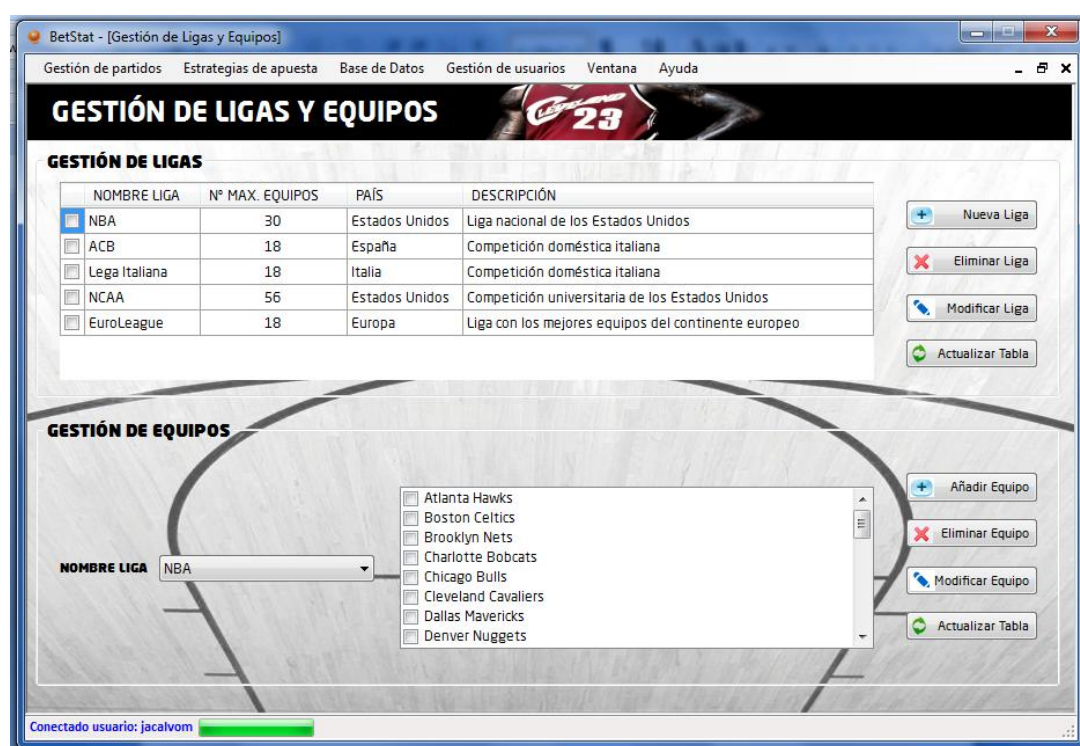 BetStat - [Gestión de Ligas y Equipos]
Gestión de partidos Estrategias de apuesta Base de Datos Gestión de usuarios Ventana Ayuda
GESTIÓN DE LIGAS Y EQUIPOS
CLEVELAND
23
GESTIÓN DE LIGAS
NOMBRE LIGA Nº MAX. EQUIPOS PAÍS DESCRIPCIÓN
NBA 30 Estados Unidos Liga nacional de los Estados Unidos
ACB 18 España Competición doméstica italiana
Lega Italiana 18 Italia Competición doméstica italiana
NCAA 56 Estados Unidos Competición universitaria de los Estados Unidos
EuroLeague 18 Europa Liga con los mejores equipos del continente europeo
Nueva Liga
Eliminar Liga
Modificar Liga
Actualizar Tabla
GESTIÓN DE EQUIPOS
NOMBRE LIGA NBA
Atlanta Hawks
Boston Celtics
Brooklyn Nets
Charlotte Bobcats
Chicago Bulls
Cleveland Cavaliers
Dallas Mavericks
Denver Nuggets
Añadir Equipo
Eliminar Equipo
Modificar Equipo
Actualizar Tabla
Conectado usuario: jacalvom